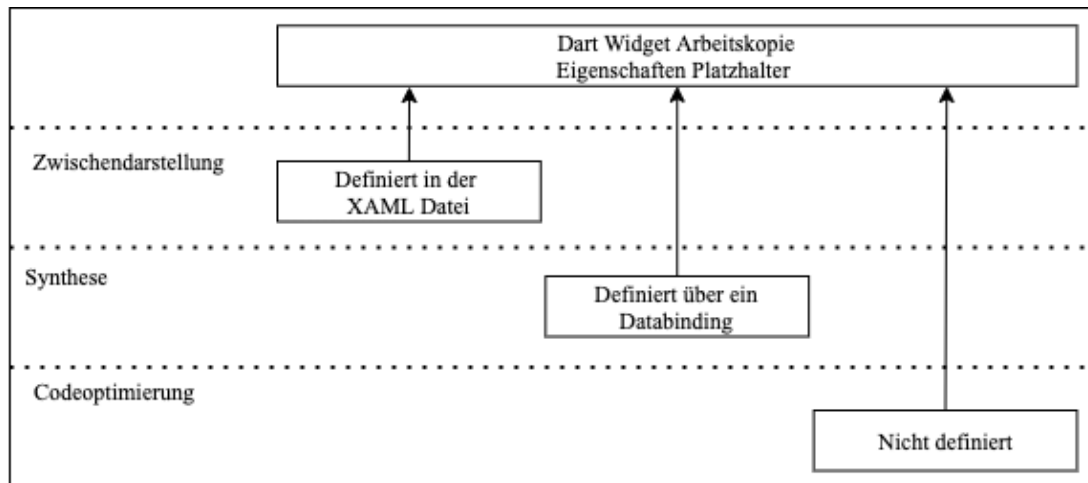 Dart Widget Arbeitskopie
Eigenschaften Platzhalter
Zwischendarstellung
Definiert in der
XAML Datei
Synthese
Definiert über ein
Databinding
Codeoptimierung
Nicht definiert